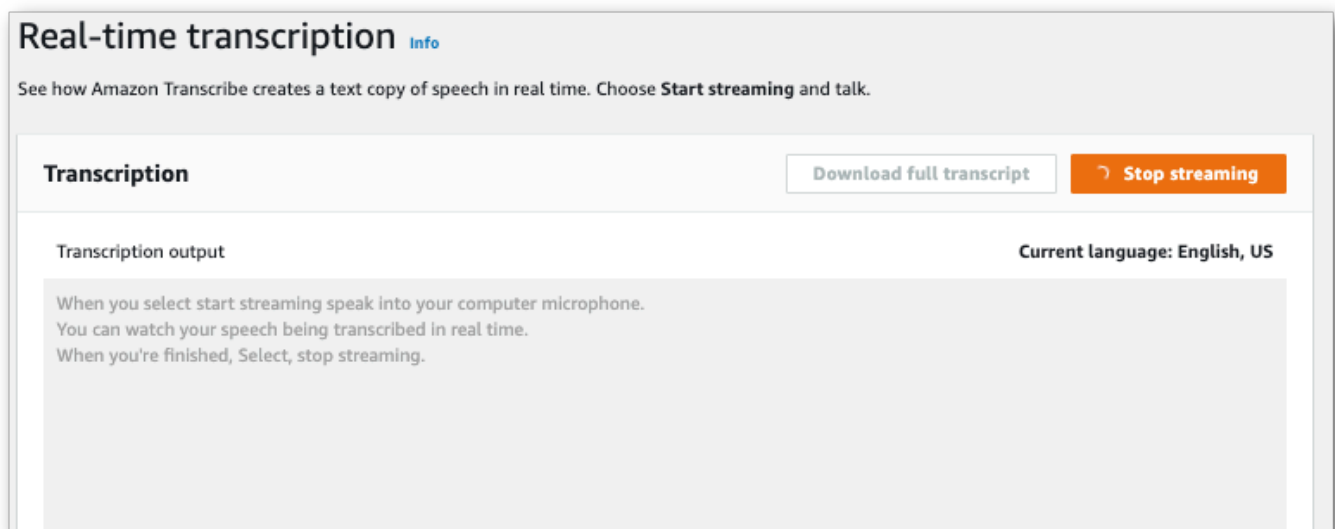 Real-time transcription Info
See how Amazon Transcribe creates a text copy of speech in real time. Choose Start streaming and talk.
Transcription
Download full transcript
Stop streaming
Transcription output
Current language: English, US
When you select start streaming speak into your computer microphone.
You can watch your speech being transcribed in real time.
When you're finished, Select, stop streaming.